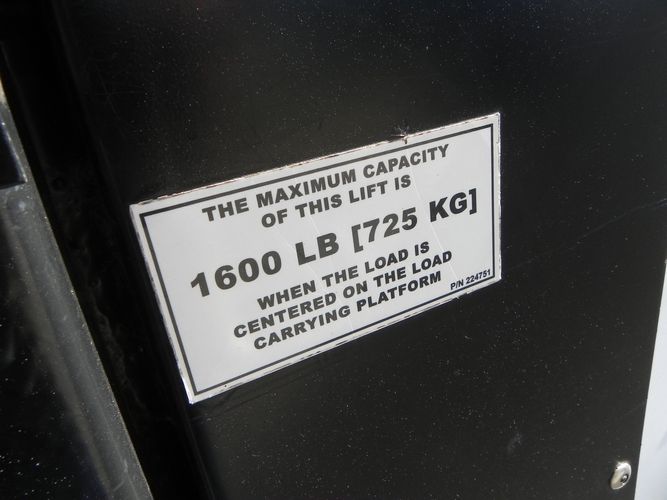 THE MAXIMUM CAPACITY
OF THIS LIFT IS
1600 LB [725 KG]
WHEN THE LOAD IS
CENTERED ON THE LOAD
CARRYING PLATFORM
P/N 224751